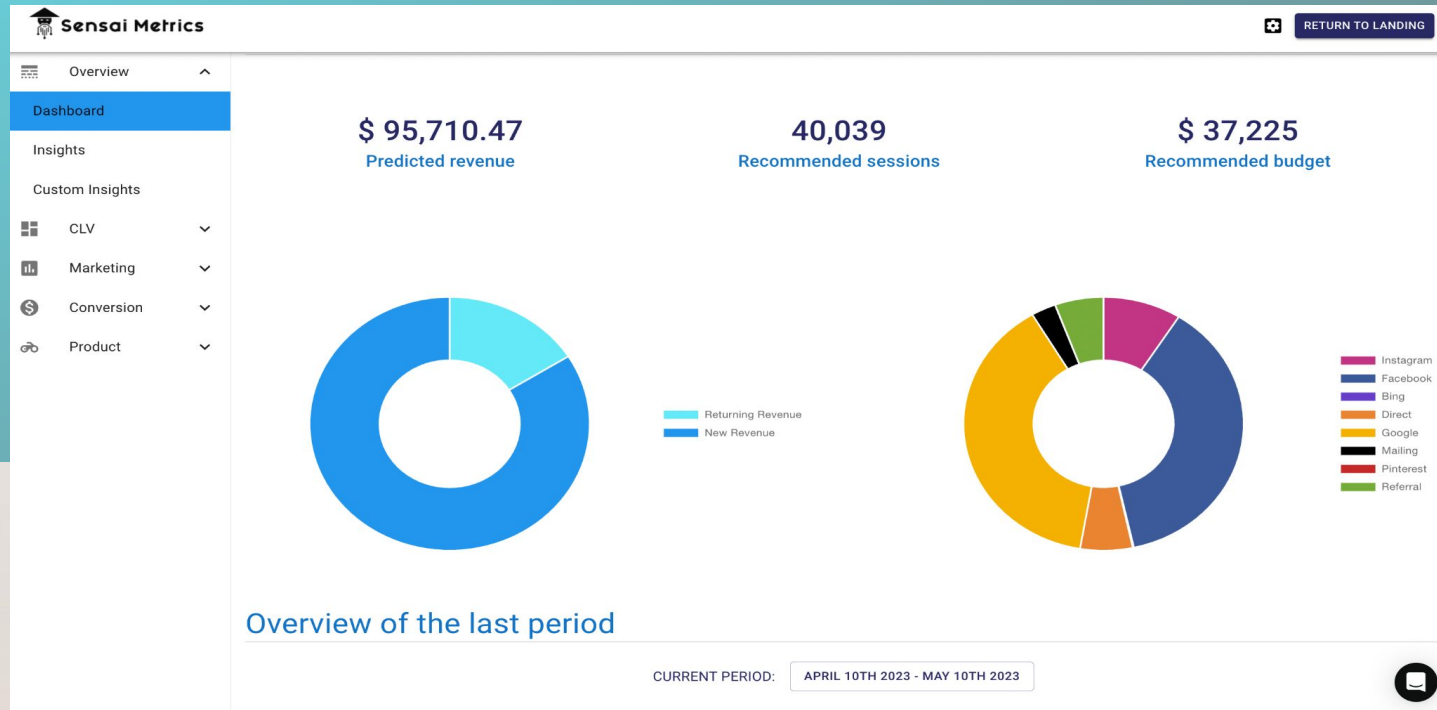 Sensai Metrics
RETURN TO LANDING
Overview
Dashboard
Insights
Custom Insights
CLV
Marketing
Conversion
Product
$ 95,710.47
Predicted revenue
40,039
Recommended sessions
$ 37,225
Recommended budget
Returning Revenue
New Revenue
Instagram
Facebook
Bing
Direct
Google
Mailing
Pinterest
Referral
Overview of the last period
CURRENT PERIOD: APRIL 10TH 2023 - MAY 10TH 2023